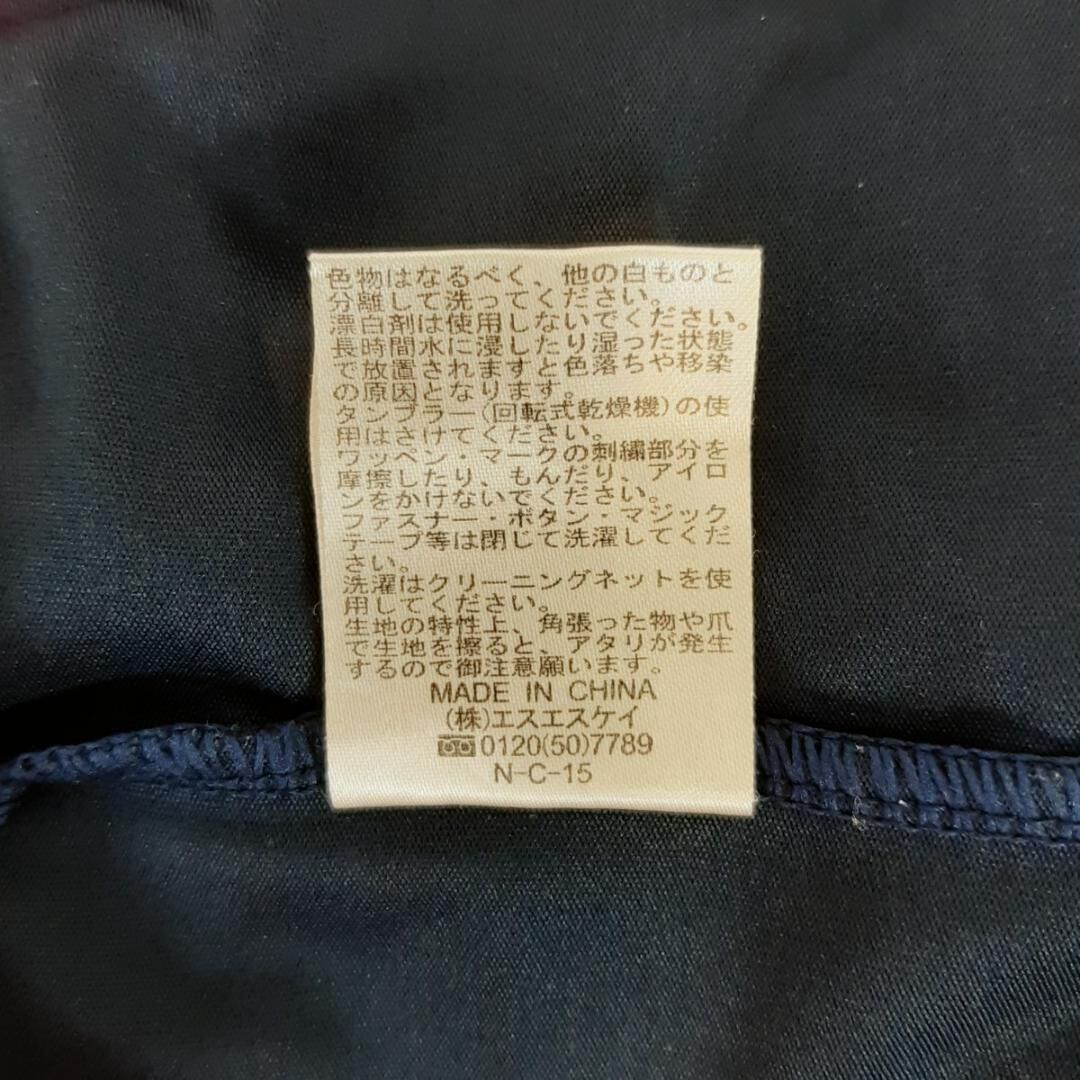 色物はなるべく、他の白ものと
分離して洗ってください。
漂白剤は使用しないでください。
長時間水に浸したり湿った状態
で放置されますと色落ちや移染
の原因となります。
タンブラー(回転式乾燥機)の使
用はさけてください。
ワッペン・マークの刺繍部分を
摩擦したり、もんだり、アイロ
ンをかけないでください。
ファスナー・ボタン・マジック
テープ等は閉じて洗濯してくだ
さい。
洗濯はクリーニングネットを使
用してください。
生地の特性上、角張った物や爪
で生地を擦ると、アタリが発生
するので御注意願います。
MADE IN CHINA
(株)エスエスケイ
0120(50)7789
N-C-15